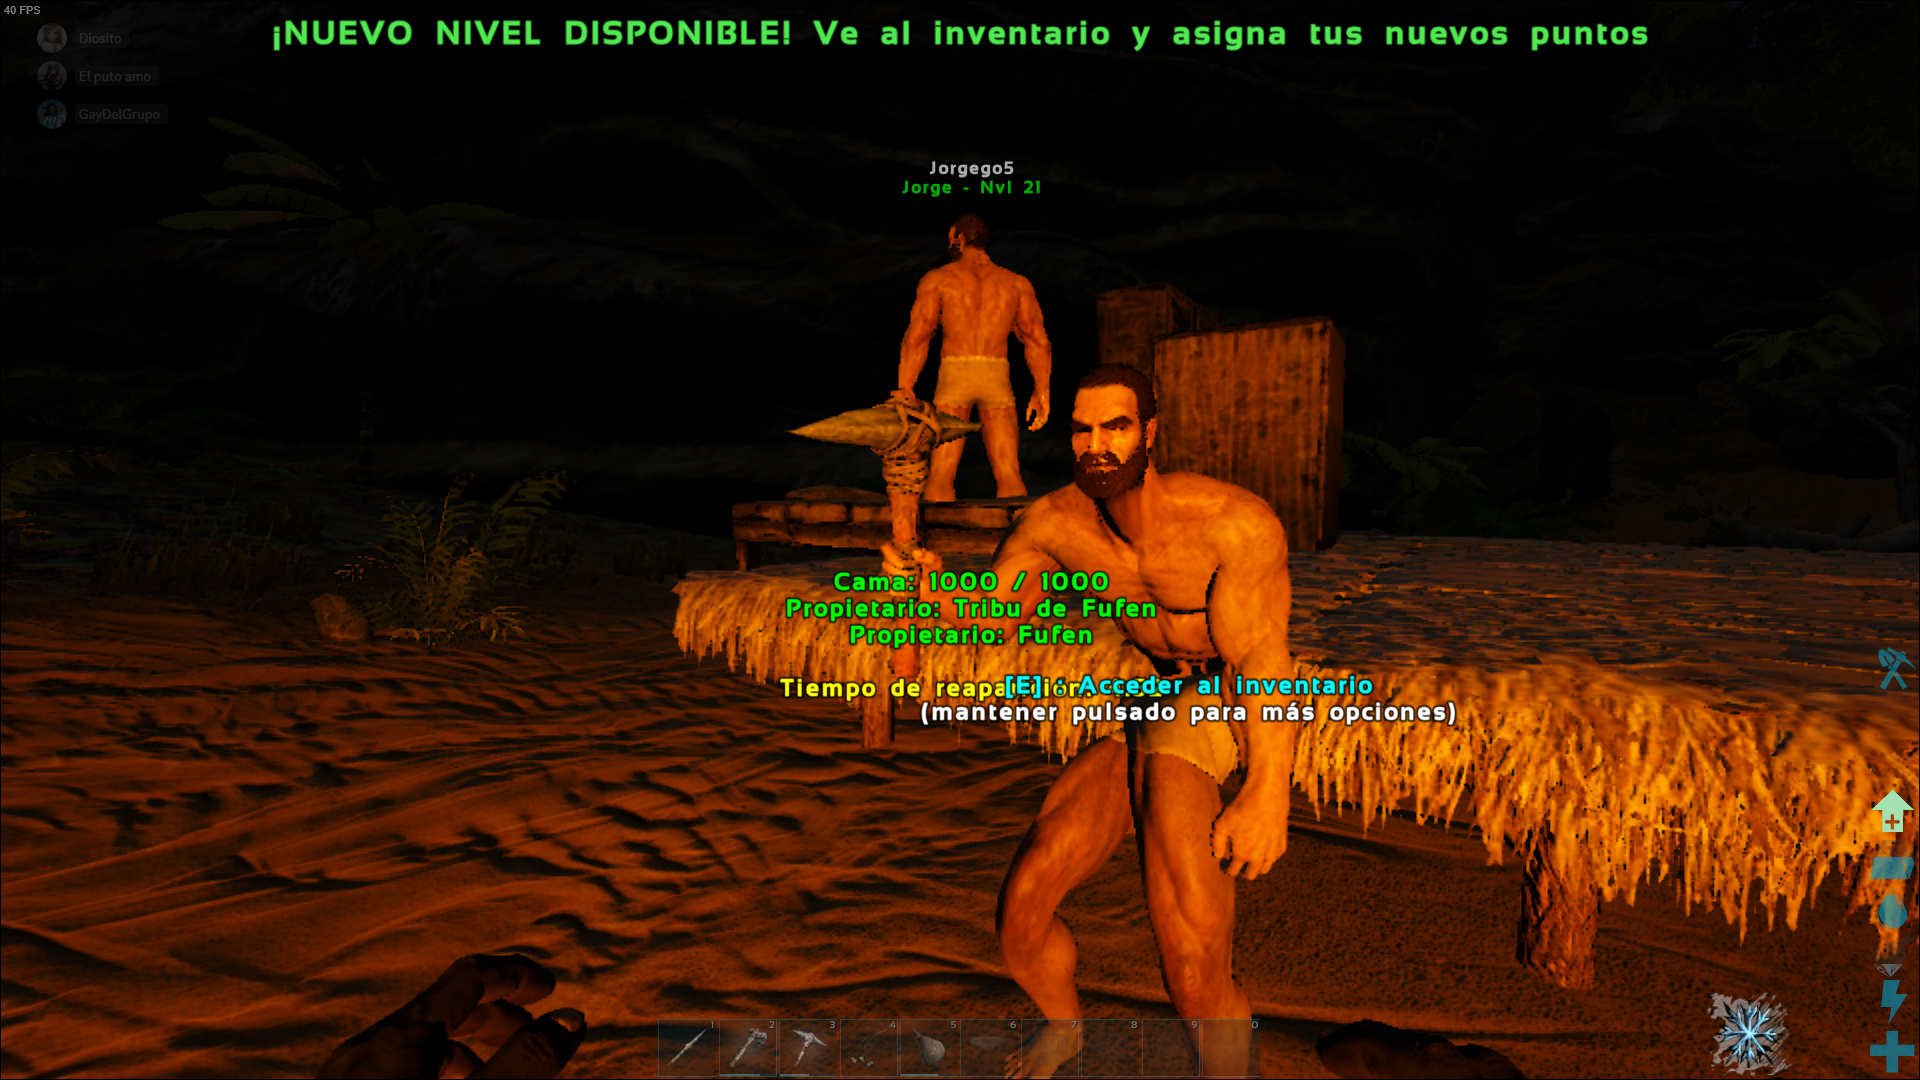 40 FPS
¡NUEVO NIVEL DISPONIBLE! Ve al inventario y asigna tus nuevos puntos
Diosito
El puto amo
GayDelGrupo
Jorgego5
Jorge - Nvl 21
Cama: 1000 / 1000
Propietario: Tribu de Fufen
Propietario: Fufen
Tiempo de
[E] : Acceder al inventario
(mantener pulsado para más opciones)
1 2 3 4 5 6 7 8 9 0